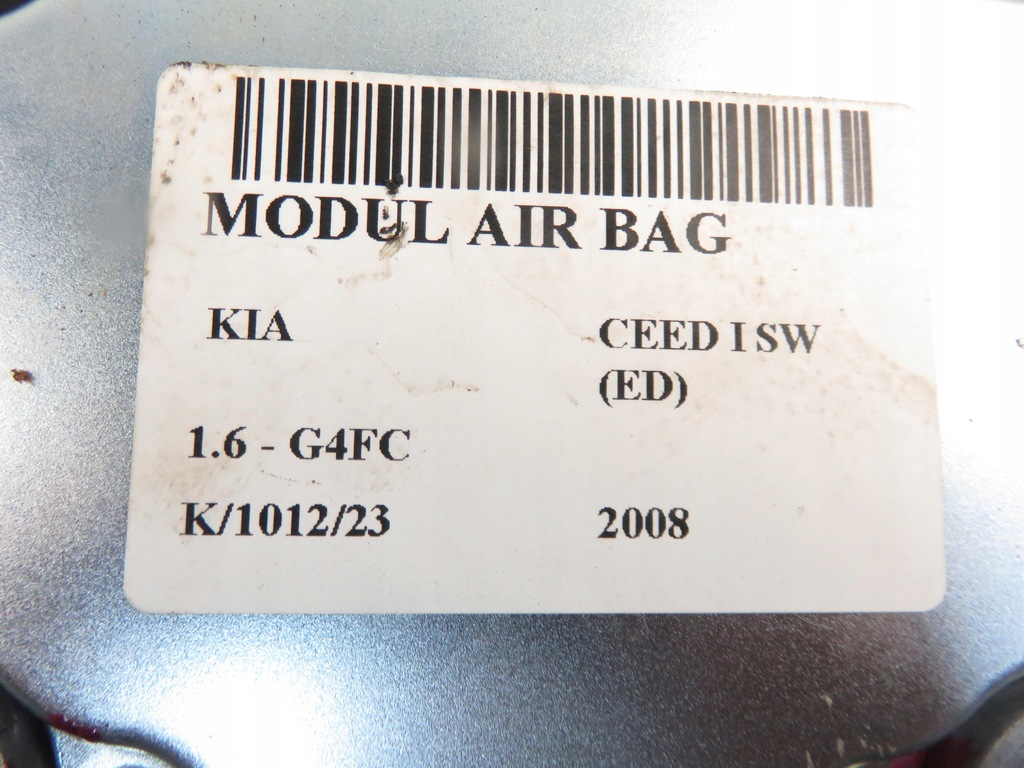 MODUL AIR BAG
KIA CEED I SW
(ED)
1.6 - G4FC
K/1012/23 2008